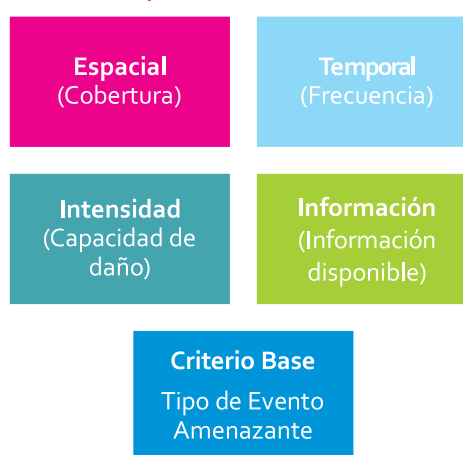 Espacial
(Cobertura)
Temporal
(Frecuencia)
Intensidad
(Capacidad de
daño)
Información
(Información
disponible)
Criterio Base
Tipo de Evento
Amenazante